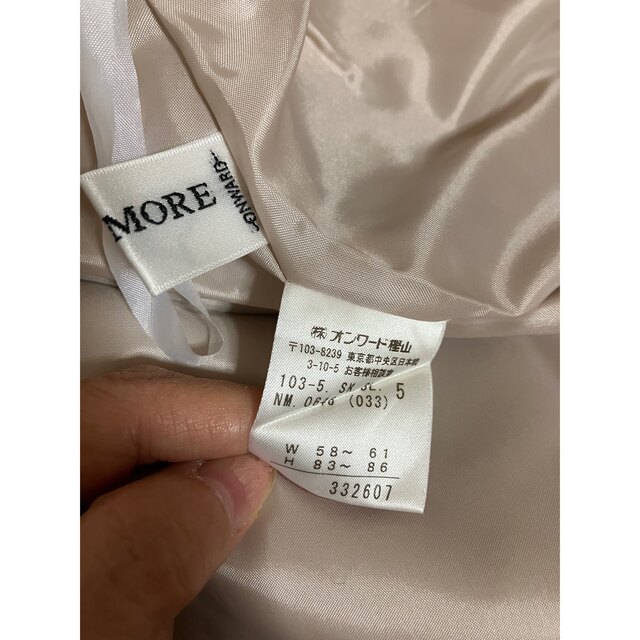 MORE
ONWARD
(株)オンワード樫山
〒103-8239 東京都中央区日本橋
3-10-5 お客様相談室
103-5. SK SE. 5
NM. (033)
W 58～ 61
H 83～ 86
332607